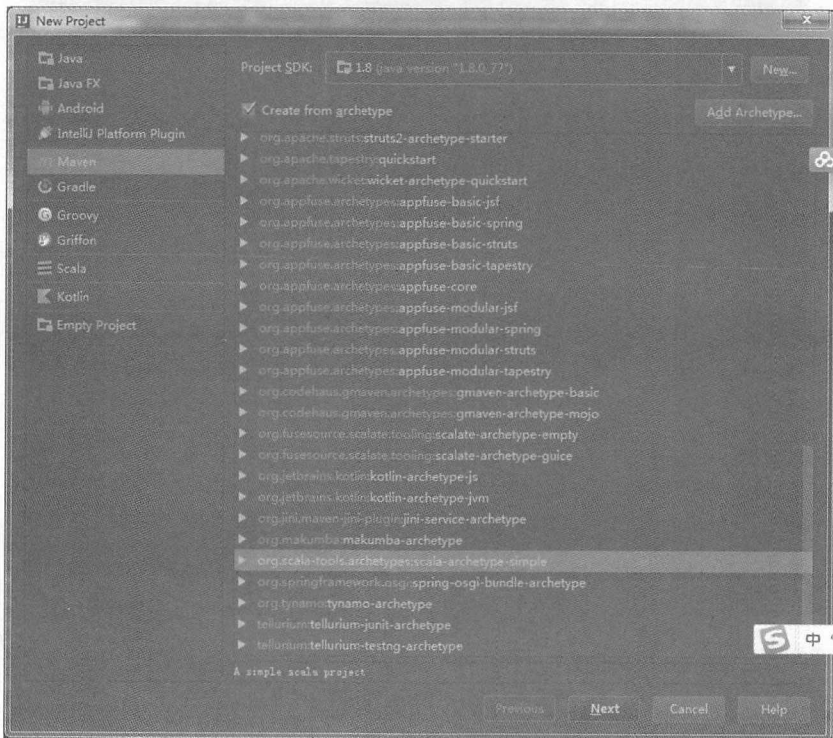 New Project
Java
Java FX
Android
IntelliJ Platform Plugin
Maven
Gradle
Groovy
Griffon
Scala
Kotlin
Empty Project
Project SDK: 1.8 (java version "1.8.0_77")
New...
Create from archetype
Add Archetype...
org.apache.struts:struts2-archetype-starter
org.apache.tapestry:quickstart
org.apache.wicket:wicket-archetype-quickstart
org.appfuse.archetypes:appfuse-basic-jsf
org.appfuse.archetypes:appfuse-basic-spring
org.appfuse.archetypes:appfuse-basic-struts
org.appfuse.archetypes:appfuse-basic-tapestry
org.appfuse.archetypes:appfuse-core
org.appfuse.archetypes:appfuse-modular-jsf
org.appfuse.archetypes:appfuse-modular-spring
org.appfuse.archetypes:appfuse-modular-struts
org.appfuse.archetypes:appfuse-modular-tapestry
org.codehaus.gmaven.archetypes:gmaven-archetype-basic
org.codehaus.gmaven.archetypes:gmaven-archetype-mojo
org.fusesource.scalate.tooling:scalate-archetype-empty
org.fusesource.scalate.tooling:scalate-archetype-guice
org.jetbrains.kotlin:kotlin-archetype-js
org.jetbrains.kotlin:kotlin-archetype-jvm
org.jini.maven-jini-plugin:jini-service-archetype
org.makumba:makumba-archetype
org.scala-tools.archetypes:scala-archetype-simple
org.springframework.osgi:spring-osgi-bundle-archetype
org.tynamo:tynamo-archetype
tellurium:tellurium-junit-archetype
tellurium:tellurium-testng-archetype
中
A simple scala project
Previous
Next
Cancel
Help